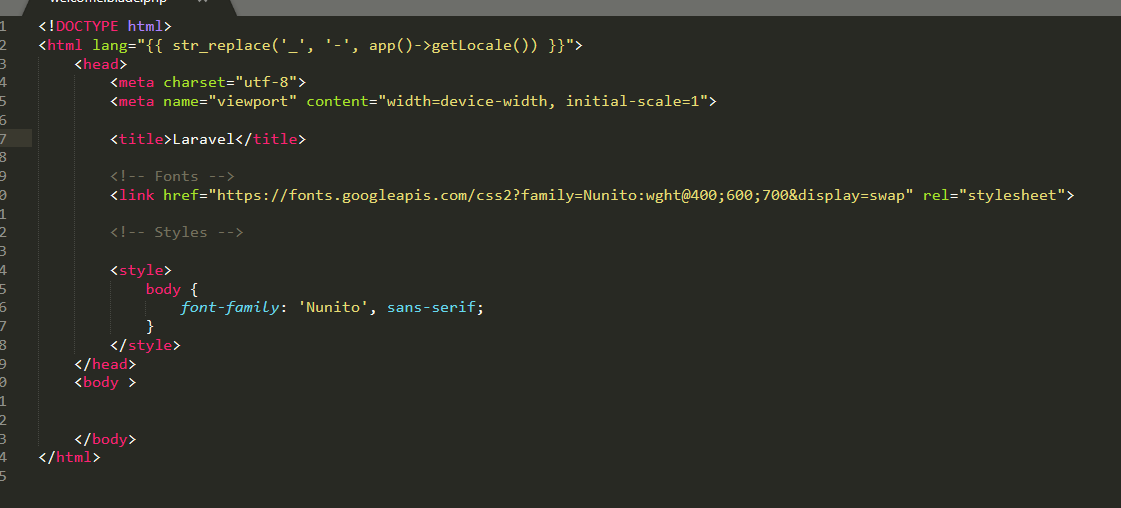 welcome.blade.php
1 <!DOCTYPE html>
2 <html lang="{{ str_replace('_', '-', app()->getLocale()) }}">
3     <head>
4         <meta charset="utf-8">
5         <meta name="viewport" content="width=device-width, initial-scale=1">
6
7         <title>Laravel</title>
8
9         <!-- Fonts -->
0         <link href="https://fonts.googleapis.com/css2?family=Nunito:wght@400;600;700&display=swap" rel="stylesheet">
1
2         <!-- Styles -->
3
4         <style>
5             body {
6                 font-family: 'Nunito', sans-serif;
7             }
8         </style>
9     </head>
0     <body >
1
2
3     </body>
4 </html>
5